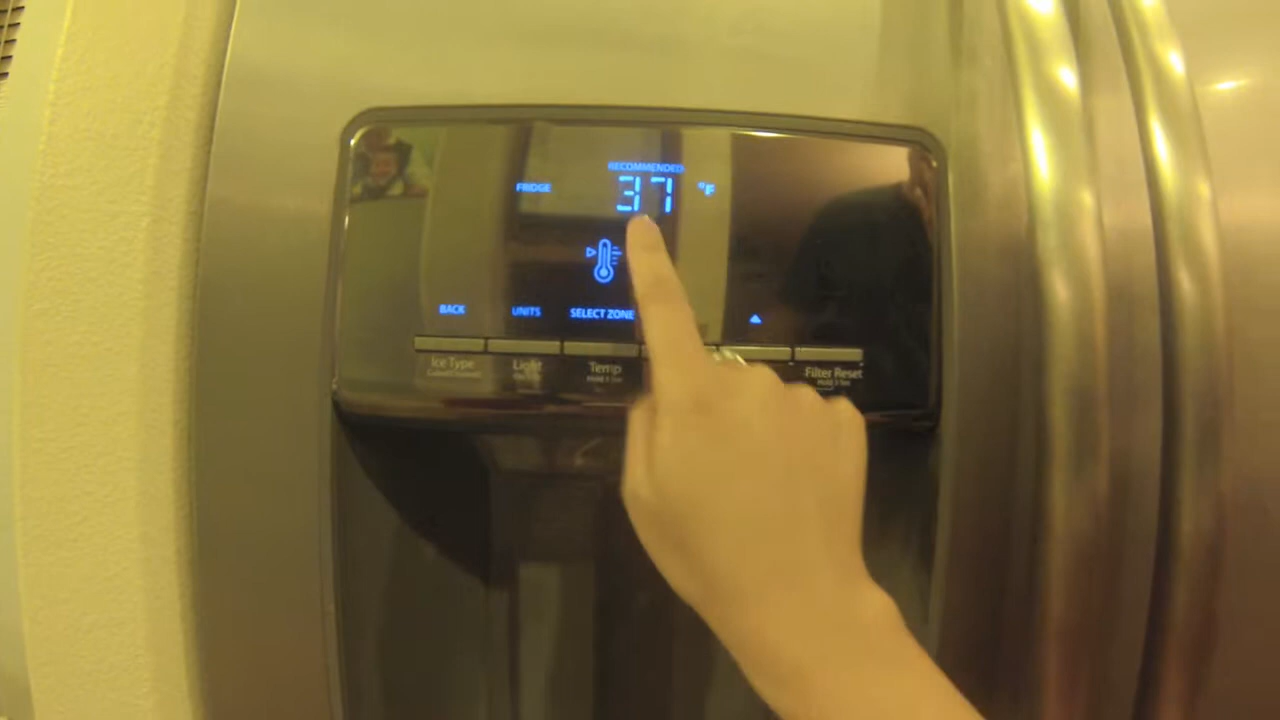 RECOMMENDED
FRIDGE 37 °F
BACK UNITS SELECT ZONE
Ice Type Light Temp Filter Reset